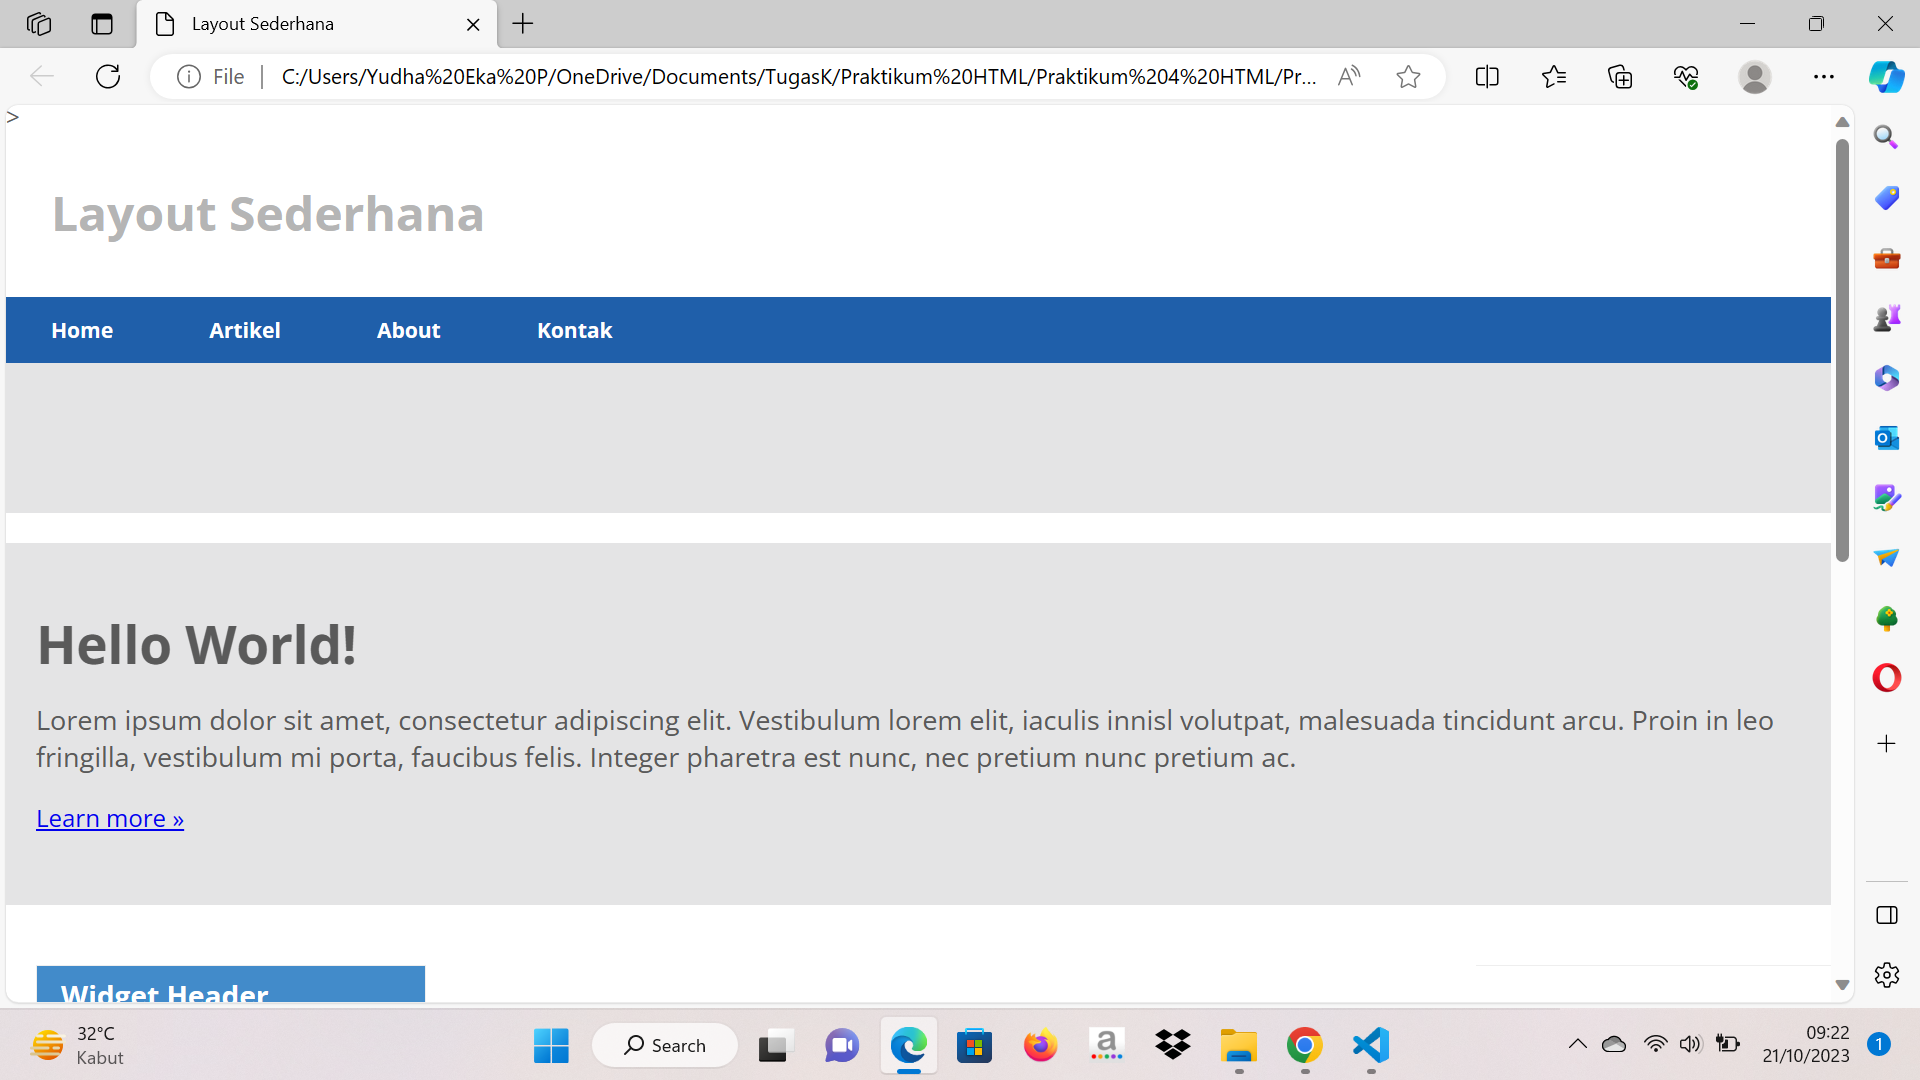 Layout Sederhana
File
C:/Users/Yudha%20Eka%20P/OneDrive/Documents/TugasK/Praktikum%20HTML/Praktikum%204%20HTML/Pr...
>
Layout Sederhana
Home Artikel About Kontak
Hello World!
Lorem ipsum dolor sit amet, consectetur adipiscing elit. Vestibulum lorem elit, iaculis innisl volutpat, malesuada tincidunt arcu. Proin in leo
fringilla, vestibulum mi porta, faucibus felis. Integer pharetra est nunc, nec pretium nunc pretium ac.
Learn more »
Widget Header
32°C
Kabut
Search
09:22
21/10/2023
1